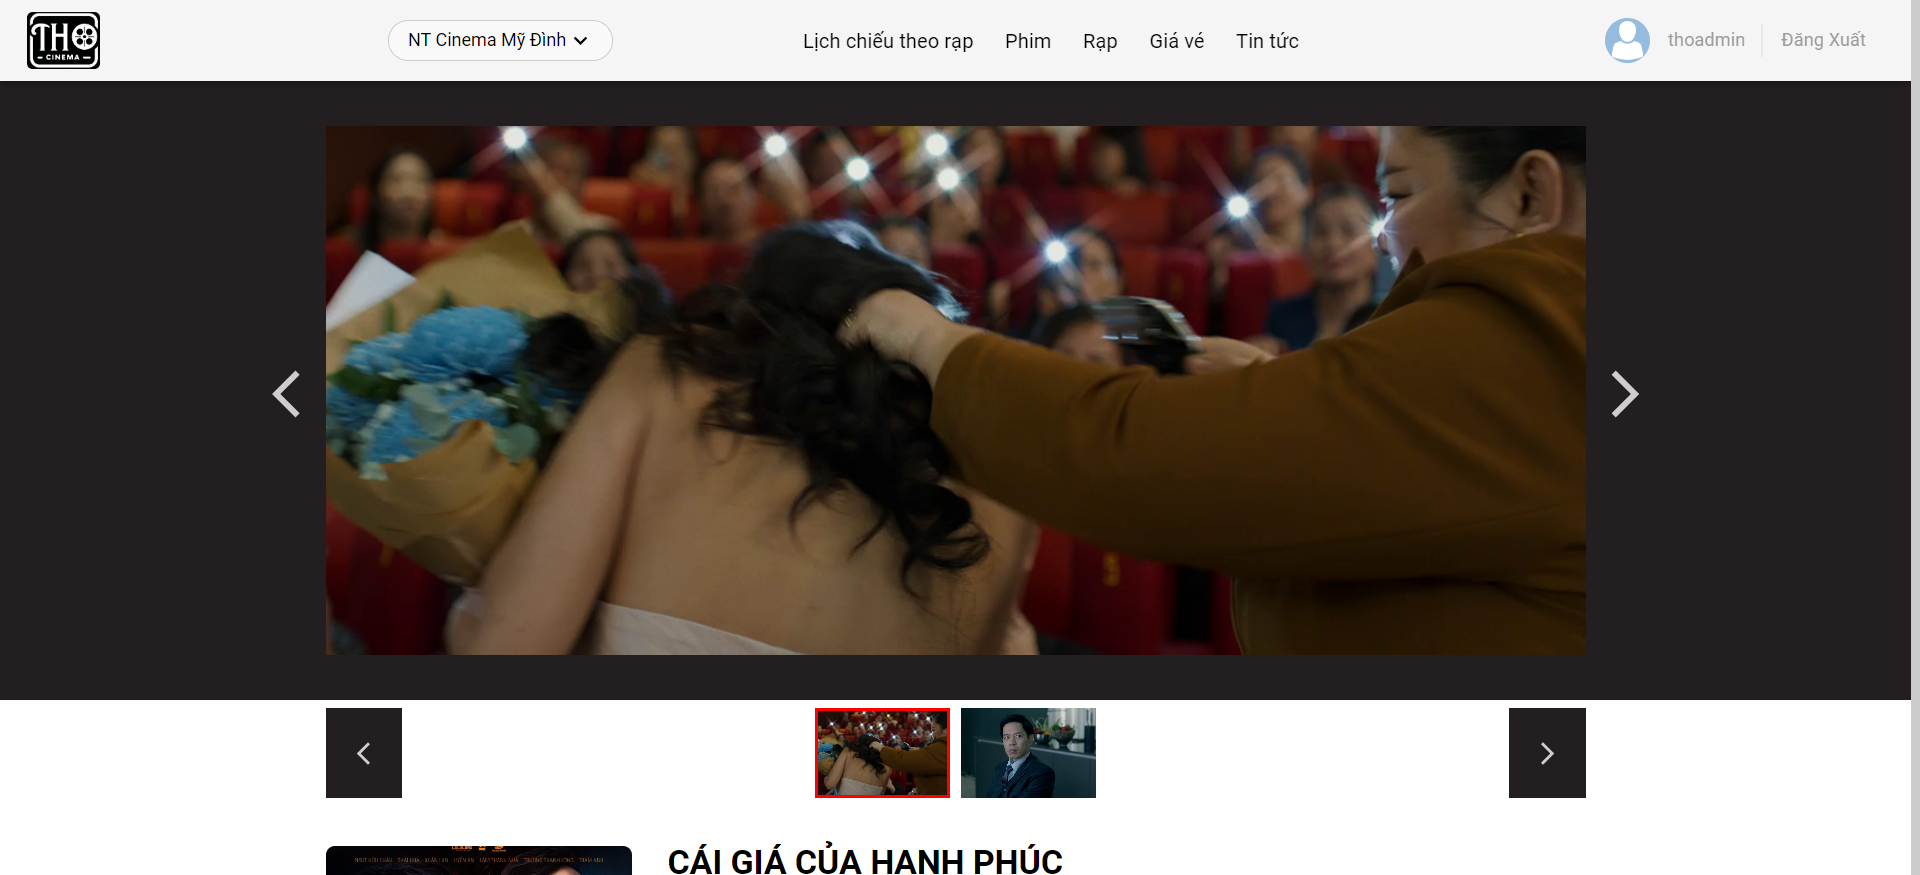 THO
CINEMA
NT Cinema Mỹ Đình
Lịch chiếu theo rạp Phim Rạp Giá vé Tin tức
thoadmin Đăng Xuất
CÁI GIÁ CỦA HẠNH PHÚC